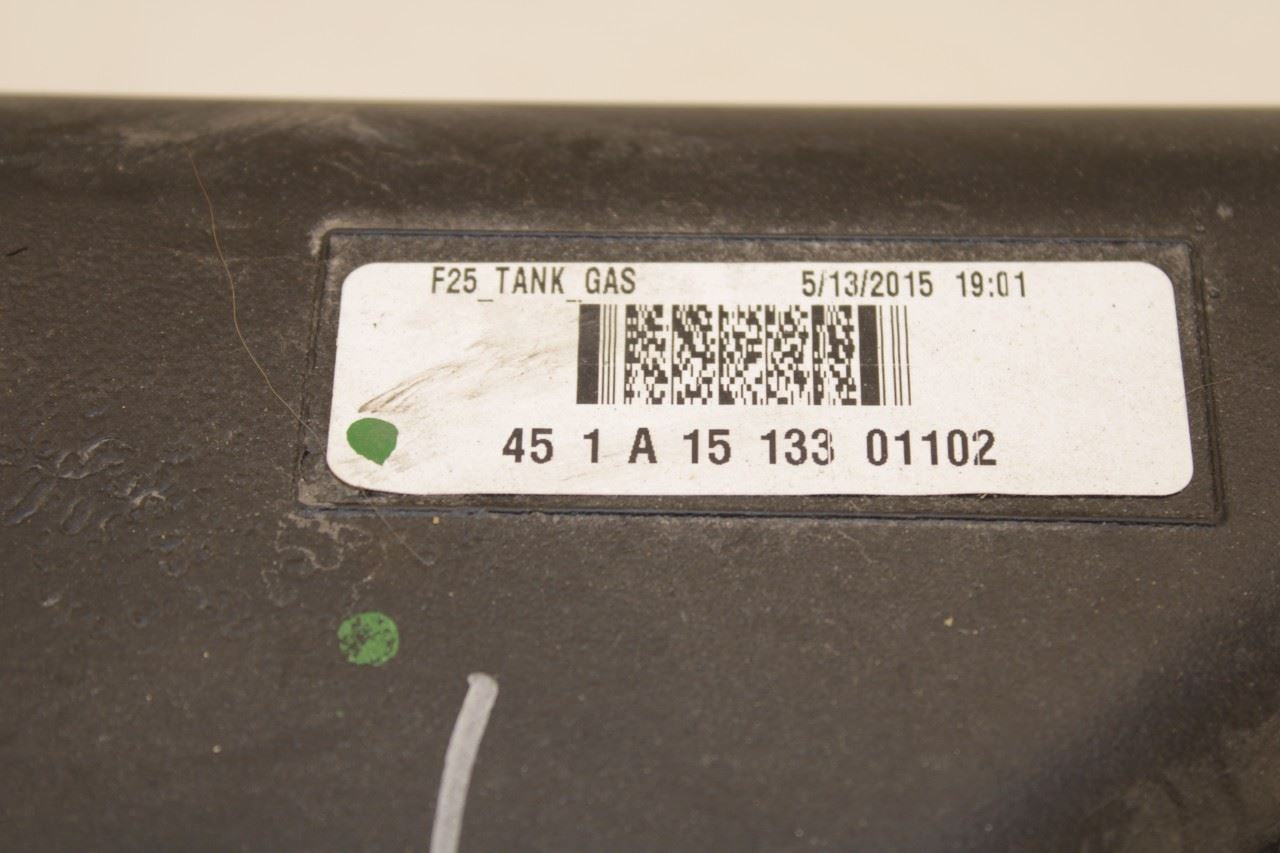 F25_TANK_GAS 5/13/2015 19:01
45 1 A 15 133 01102